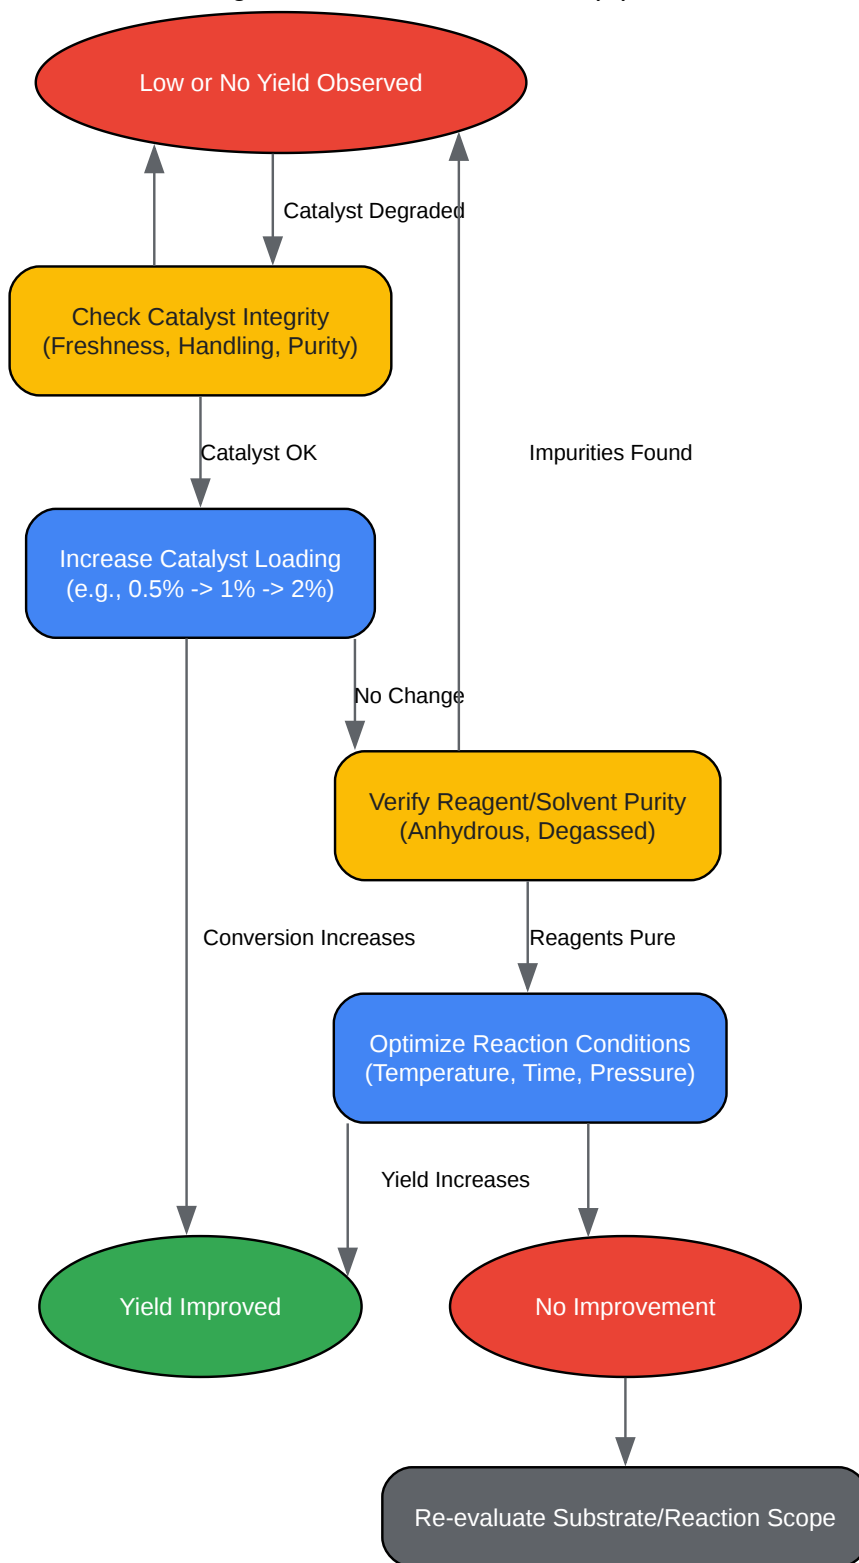 Low or No Yield Observed
Catalyst Degraded
Check Catalyst Integrity
(Freshness, Handling, Purity)
Catalyst OK
Impurities Found
Increase Catalyst Loading
(e.g., 0.5% -> 1% -> 2%)
No Change
Verify Reagent/Solvent Purity
(Anhydrous, Degassed)
Conversion Increases
Reagents Pure
Optimize Reaction Conditions
(Temperature, Time, Pressure)
Yield Increases
Yield Improved
No Improvement
Re-evaluate Substrate/Reaction Scope